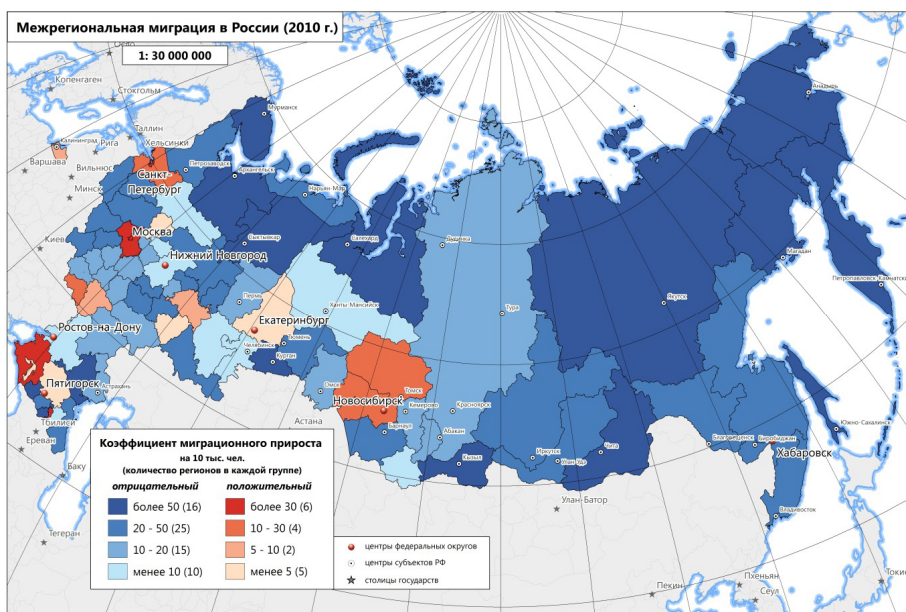 Межрегиональная миграция в России (2010 г.)
1: 30 000 000
Копенгаген
Стокгольм
Таллин
Хельсинки
Рига
Калининград
Варшава
Вильнюс
Минск
Киев
Санкт-
Петербург
Петрозаводск
Мурманск
Архангельск
Нарьян-Мар
Анадырь
Москва
Нижний Новгород
Сыктывкар
Салехард
Дудинка
Магадан
Петропавловск-Камчатский
Пермь
Ханты-Мансийск
Тура
Якутск
Ростов-на-Дону
Екатеринбург
Тюмень
Челябинск
Курган
Пятигорск
Астрахань
Омск
Томск
Новосибирск
Кемерово
Красноярск
Барнаул
Абакан
Кызыл
Иркутск
Улан-Удэ
Чита
Благовещенск
Биробиджан
Хабаровск
Южно-Сахалинск
Владивосток
Тбилиси
Ереван
Баку
Тегеран
Астана
Улан-Батор
Пекин
Пхеньян
Сеул
Токио
Коэффициент миграционного прироста
на 10 тыс. чел.
(количество регионов в каждой группе)
отрицательный положительный
более 50 (16) более 30 (6)
20 - 50 (25) 10 - 30 (4)
10 - 20 (15) 5 - 10 (2)
менее 10 (10) менее 5 (5)
центры федеральных округов
центры субъектов РФ
столицы государств